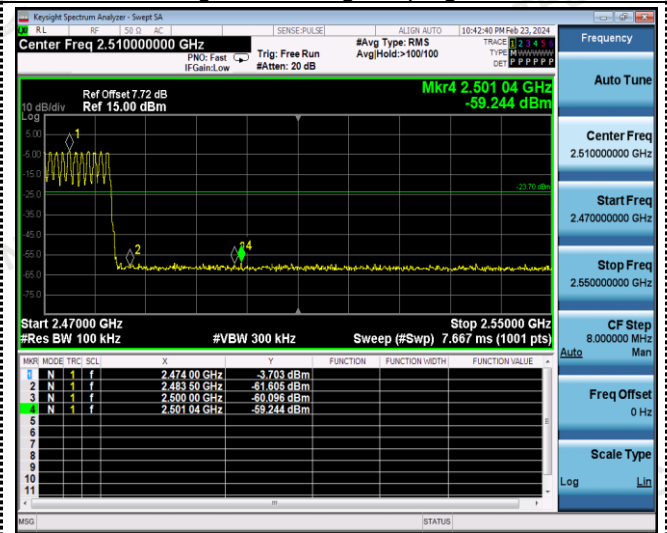 Keysight Spectrum Analyzer - Swept SA
RL RF 50 Ω AC SENSE:PULSE ALIGN AUTO 10:42:40 PM Feb 23, 2024
Center Freq 2.510000000 GHz #Avg Type: RMS TRACE 1 2 3 4 5 6
PNO: Fast Trig: Free Run Avg|Hold:>100/100 TYPE M WWWWW
IFGain:Low #Atten: 20 dB DET P P P P P P
Mkr4 2.501 04 GHz
-59.244 dBm
Ref Offset 7.72 dB
10 dB/div Ref 15.00 dBm
Log
5.00
-5.00
-15.0
-25.0
-35.0
-45.0
-55.0
-65.0
-75.0
1
2
4
-23.70 dBm
Start 2.47000 GHz Stop 2.55000 GHz
#Res BW 100 kHz #VBW 300 kHz Sweep (#Swp) 7.667 ms (1001 pts)
MKR MODE TRC SCL X Y FUNCTION FUNCTION WIDTH FUNCTION VALUE
1 N 1 f 2.474 00 GHz -3.703 dBm
2 N 1 f 2.483 50 GHz -61.605 dBm
3 N 1 f 2.500 00 GHz -60.096 dBm
4 N 1 f 2.501 04 GHz -59.244 dBm
5
6
7
8
9
10
11
MSG STATUS
Frequency
Auto Tune
Center Freq
2.510000000 GHz
Start Freq
2.470000000 GHz
Stop Freq
2.550000000 GHz
CF Step
8.000000 MHz
Auto Man
Freq Offset
0 Hz
Scale Type
Log Lin